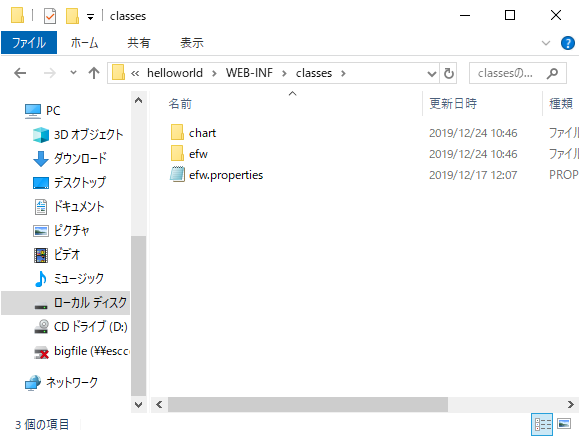 classes
ファイル ホーム 共有 表示
« helloworld › WEB-INF › classes › classesの...
名前 更新日時 種類
PC
3D オブジェクト
ダウンロード
デスクトップ
ドキュメント
ピクチャ
ビデオ
ミュージック
ローカル ディスク
CD ドライブ (D:)
bigfile (¥¥escc
ネットワーク
chart 2019/12/24 10:46 ファイル
efw 2019/12/24 10:46 ファイル
efw.properties 2019/12/17 12:07 PROP
3 個の項目